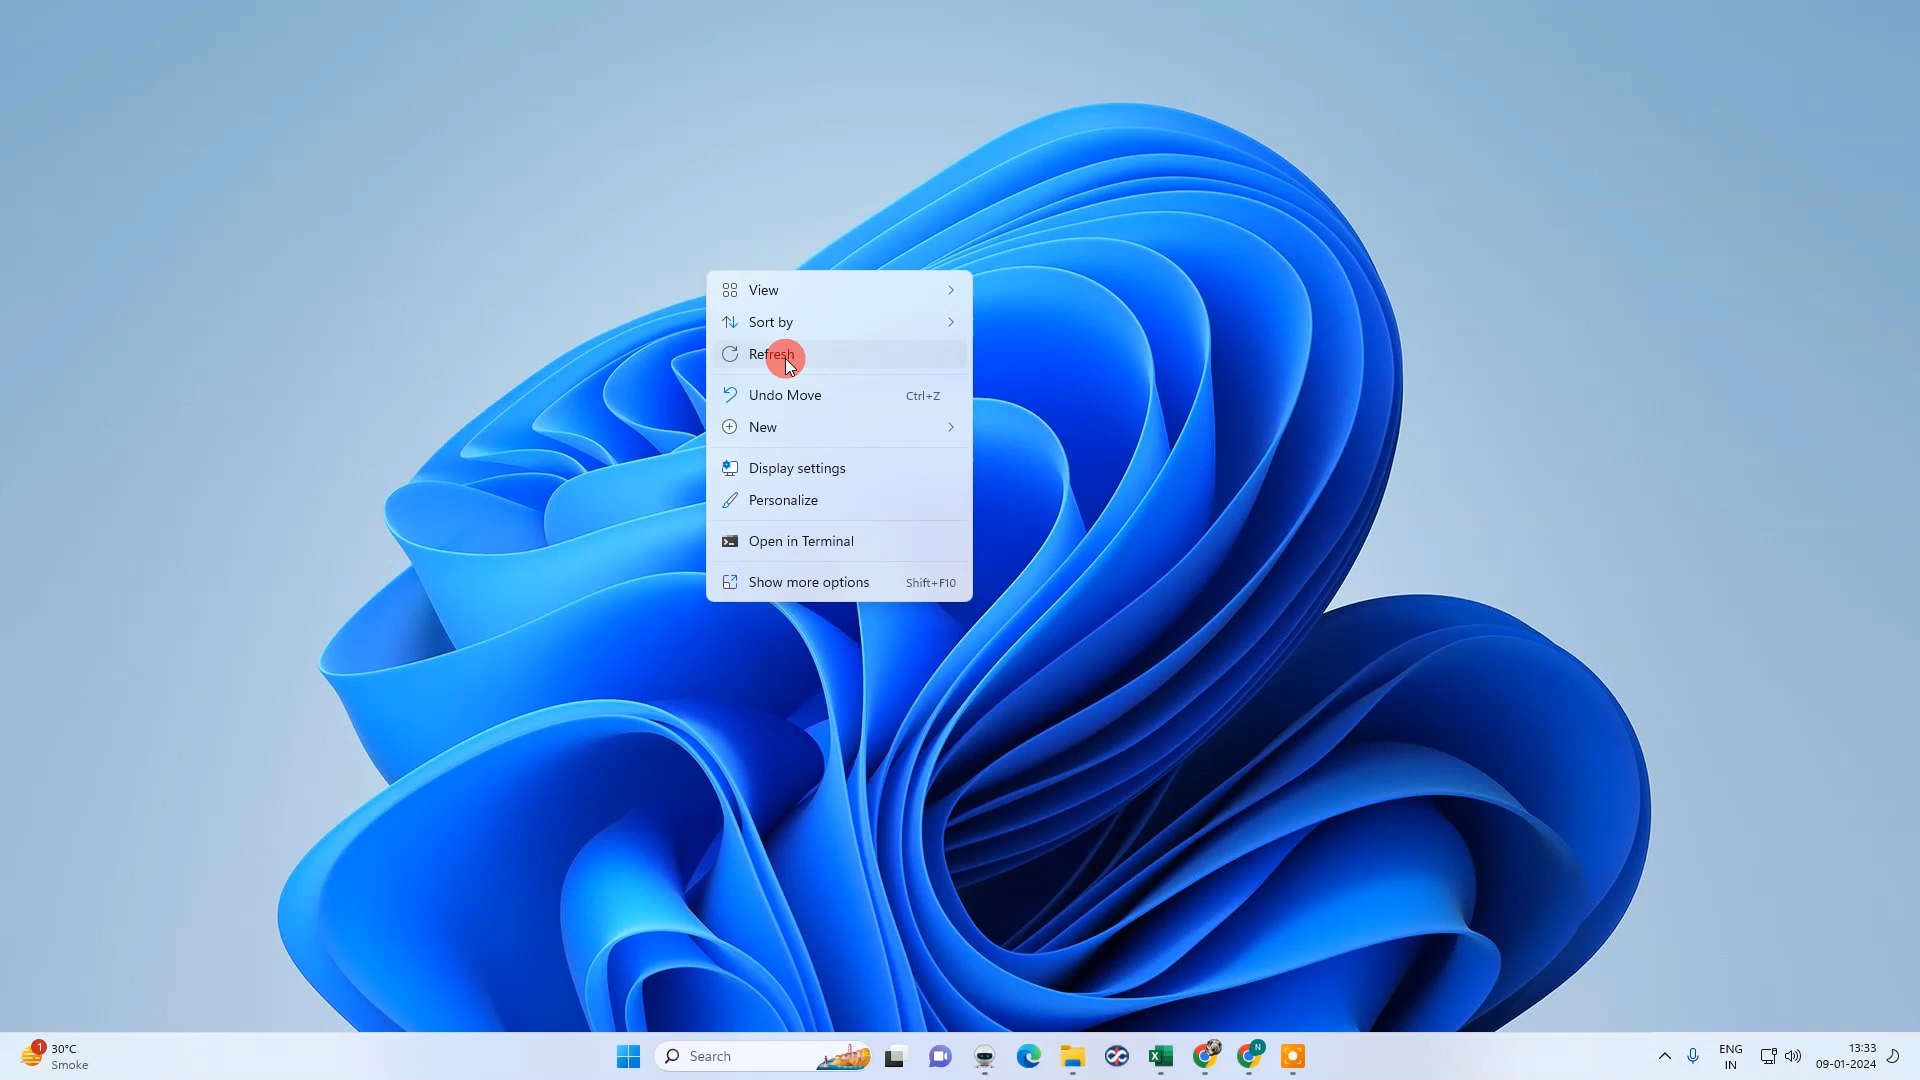 View
Sort by
Refresh
Undo Move Ctrl+Z
New
Display settings
Personalize
Open in Terminal
Show more options Shift+F10
1
30°C
Smoke
Search
N
ENG
IN
13:33
09-01-2024